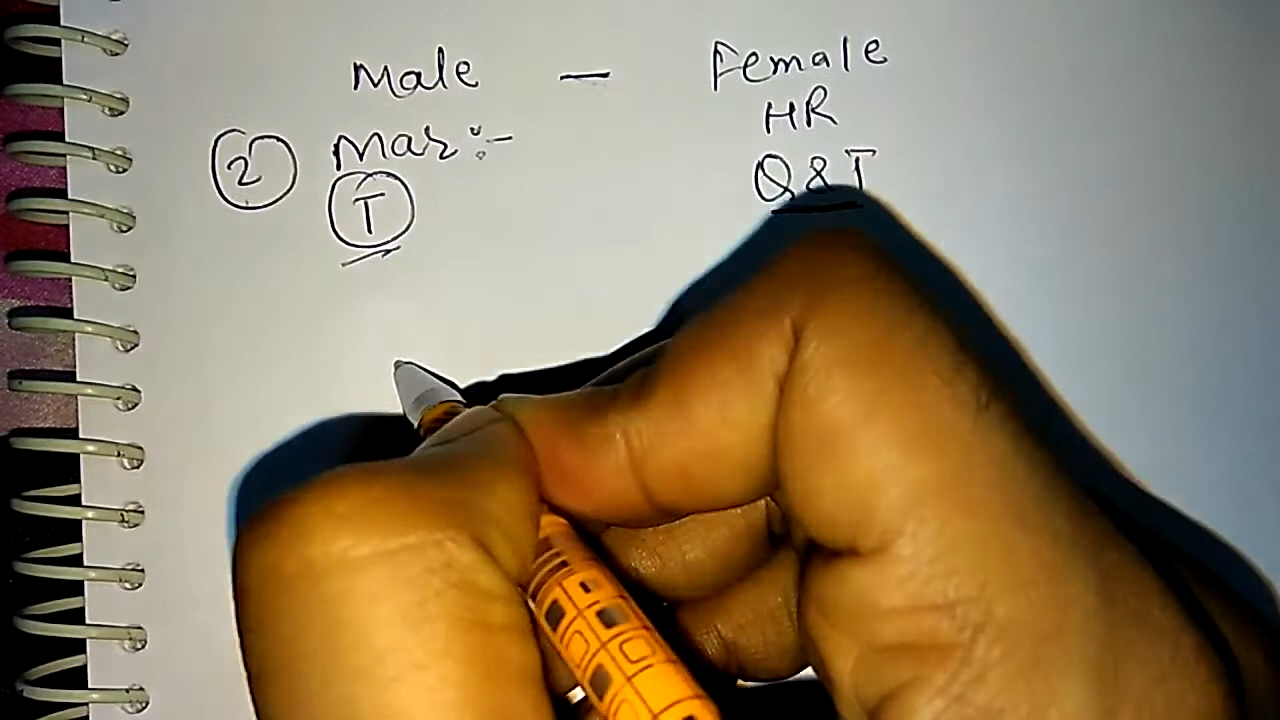 Male — Female
HR
② Mar:-
Q & T
T